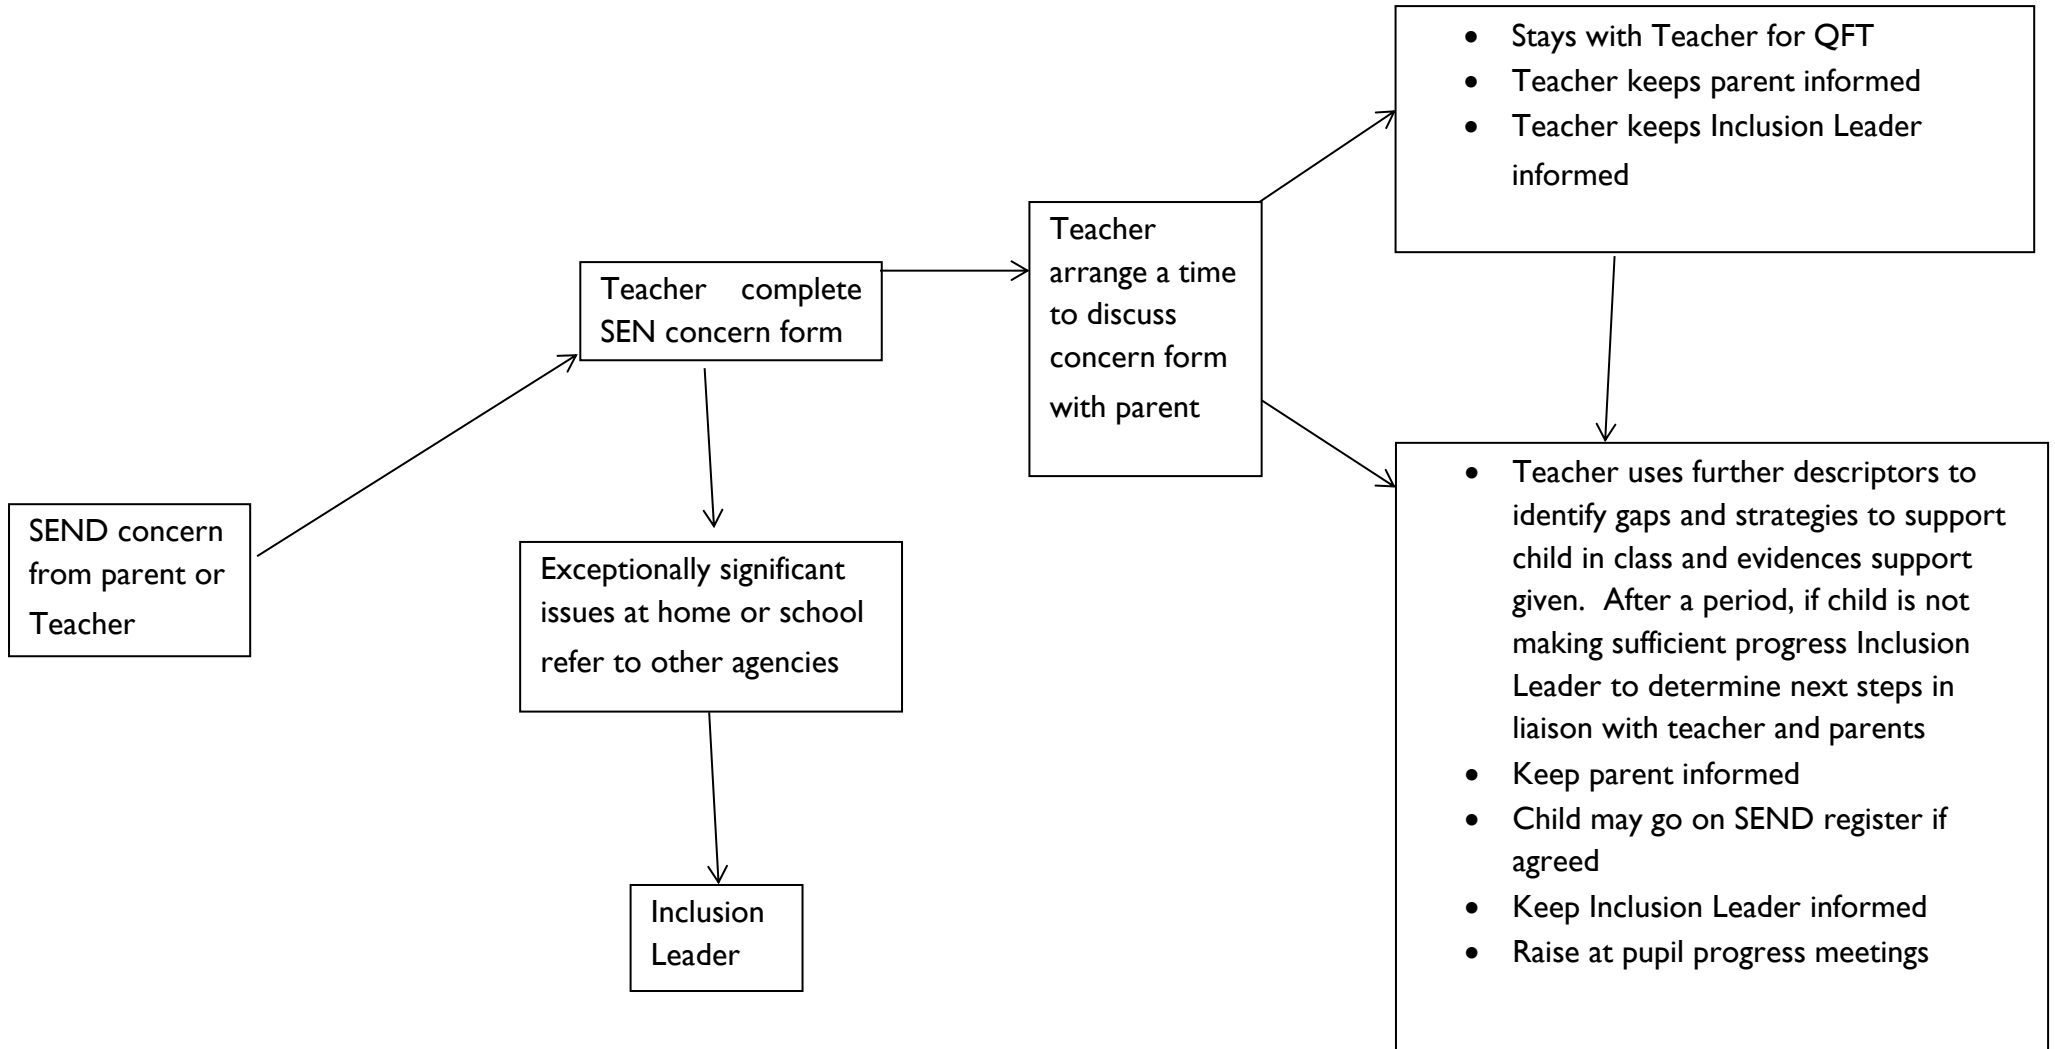 SEND concern
from parent or
Teacher
Teacher complete
SEN concern form
Exceptionally significant
issues at home or school
refer to other agencies
Inclusion
Leader
Teacher
arrange a time
to discuss
concern form
with parent
• Stays with Teacher for QFT
• Teacher keeps parent informed
• Teacher keeps Inclusion Leader
informed
• Teacher uses further descriptors to
identify gaps and strategies to support
child in class and evidences support
given. After a period, if child is not
making sufficient progress Inclusion
Leader to determine next steps in
liaison with teacher and parents
• Keep parent informed
• Child may go on SEND register if
agreed
• Keep Inclusion Leader informed
• Raise at pupil progress meetings